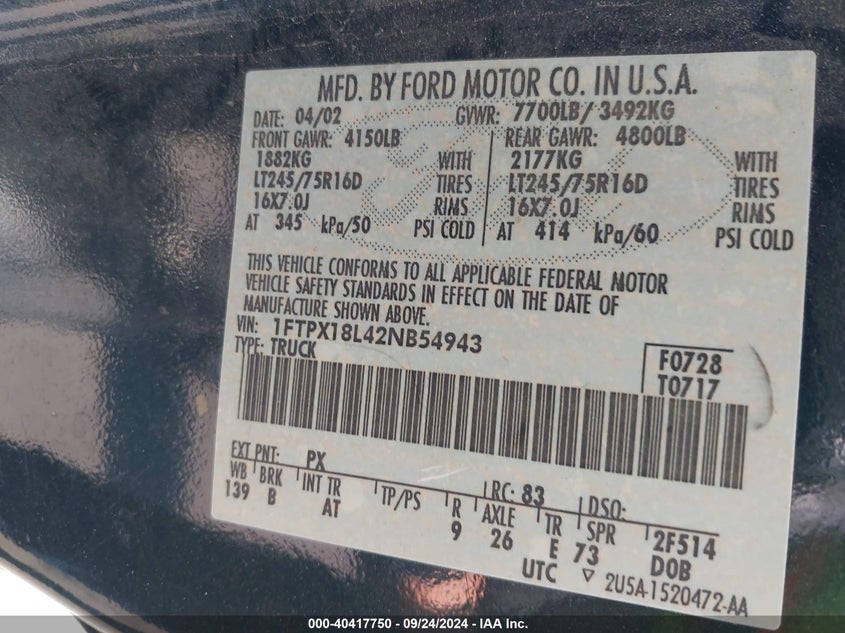 MFD. BY FORD MOTOR CO. IN U.S.A.
DATE: 04/02 GVWR: 7700LB/ 3492KG
FRONT GAWR: 4150LB REAR GAWR: 4800LB
1882KG WITH 2177KG WITH
LT245/75R16D TIRES LT245/75R16D TIRES
16X7.0J RIMS 16X7.0J RIMS
AT 345 kPa/50 PSI COLD AT 414 kPa/60 PSI COLD
THIS VEHICLE CONFORMS TO ALL APPLICABLE FEDERAL MOTOR
VEHICLE SAFETY STANDARDS IN EFFECT ON THE DATE OF
MANUFACTURE SHOWN ABOVE.
VIN: 1FTPX18L42NB54943
TYPE: TRUCK
F0728
T0717
EXT PNT: PX RC: 83 DSO:
WB BRK INT TR TP/PS R AXLE TR SPR
139 B AT 9 26 E 73 2F514
DOB
UTC ▽ 2U5A-1520472-AA
000-40417750 - 09/24/2024 - IAAI, Inc.